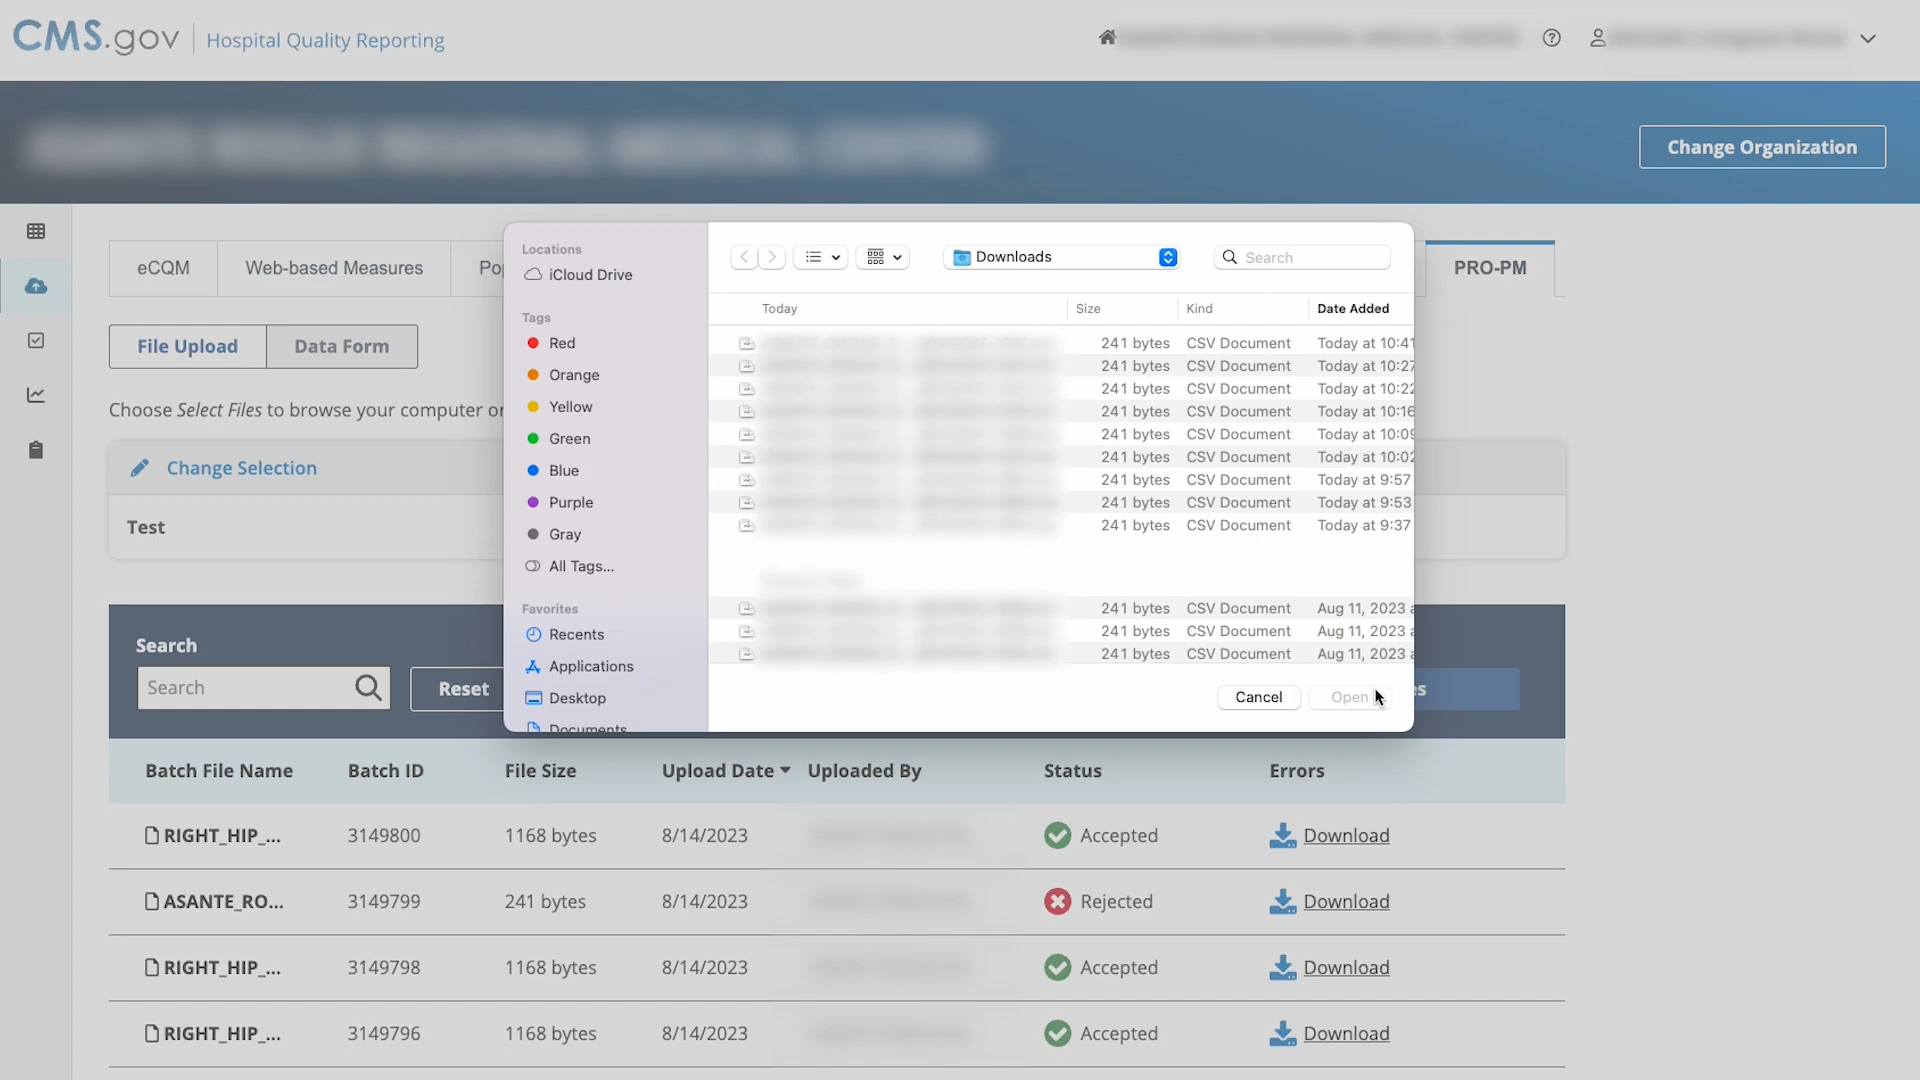 CMS.gov
Hospital Quality Reporting
Change Organization
eCQM
Web-based Measures
PRO-PM
File Upload
Data Form
Choose Select Files to browse your computer
Change Selection
Test
Search
Search
Reset
Locations
iCloud Drive
Tags
Red
Orange
Yellow
Green
Blue
Purple
Gray
All Tags...
Favorites
Recents
Applications
Desktop
Documents
Downloads
Search
Today Size Kind Date Added
241 bytes CSV Document Today at 10:41
241 bytes CSV Document Today at 10:27
241 bytes CSV Document Today at 10:22
241 bytes CSV Document Today at 10:16
241 bytes CSV Document Today at 10:09
241 bytes CSV Document Today at 10:02
241 bytes CSV Document Today at 9:57
241 bytes CSV Document Today at 9:53
241 bytes CSV Document Today at 9:37
241 bytes CSV Document Aug 11, 2023
241 bytes CSV Document Aug 11, 2023
241 bytes CSV Document Aug 11, 2023
Cancel
Open
Batch File Name Batch ID File Size Upload Date Uploaded By Status Errors
RIGHT_HIP_... 3149800 1168 bytes 8/14/2023 Accepted Download
ASANTE_RO... 3149799 241 bytes 8/14/2023 Rejected Download
RIGHT_HIP_... 3149798 1168 bytes 8/14/2023 Accepted Download
RIGHT_HIP_... 3149796 1168 bytes 8/14/2023 Accepted Download